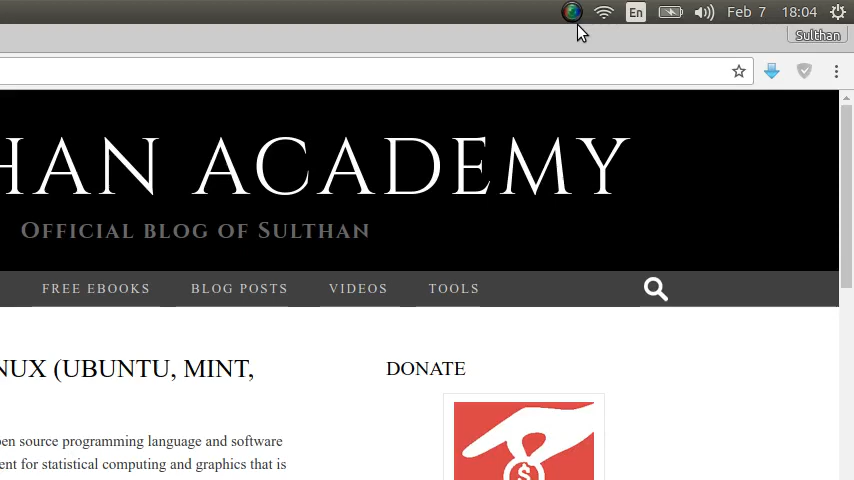 En Feb 7 18:04
Sulthan
HAN ACADEMY
OFFICIAL BLOG OF SULTHAN
FREE EBOOKS BLOG POSTS VIDEOS TOOLS
NUX (UBUNTU, MINT,
DONATE
pen source programming language and software
ent for statistical computing and graphics that is
$